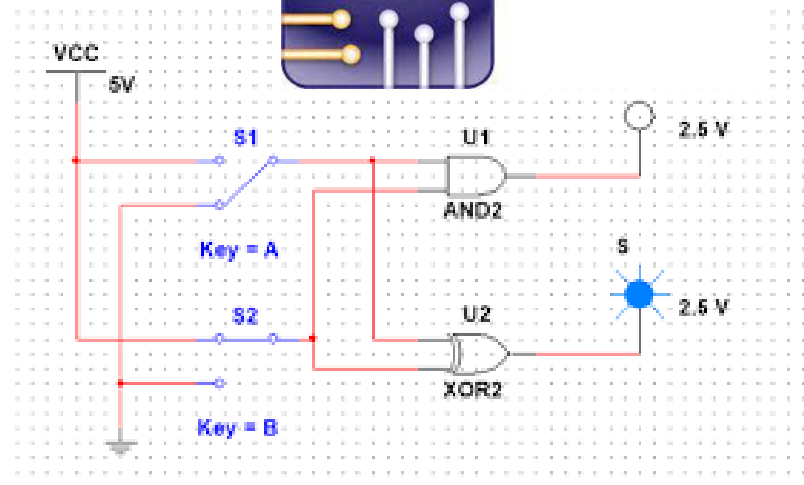 VCC
5V
S1
U1
2.5 V
AND2
Key = A
S
S2
U2
2.5 V
XOR2
Key = B